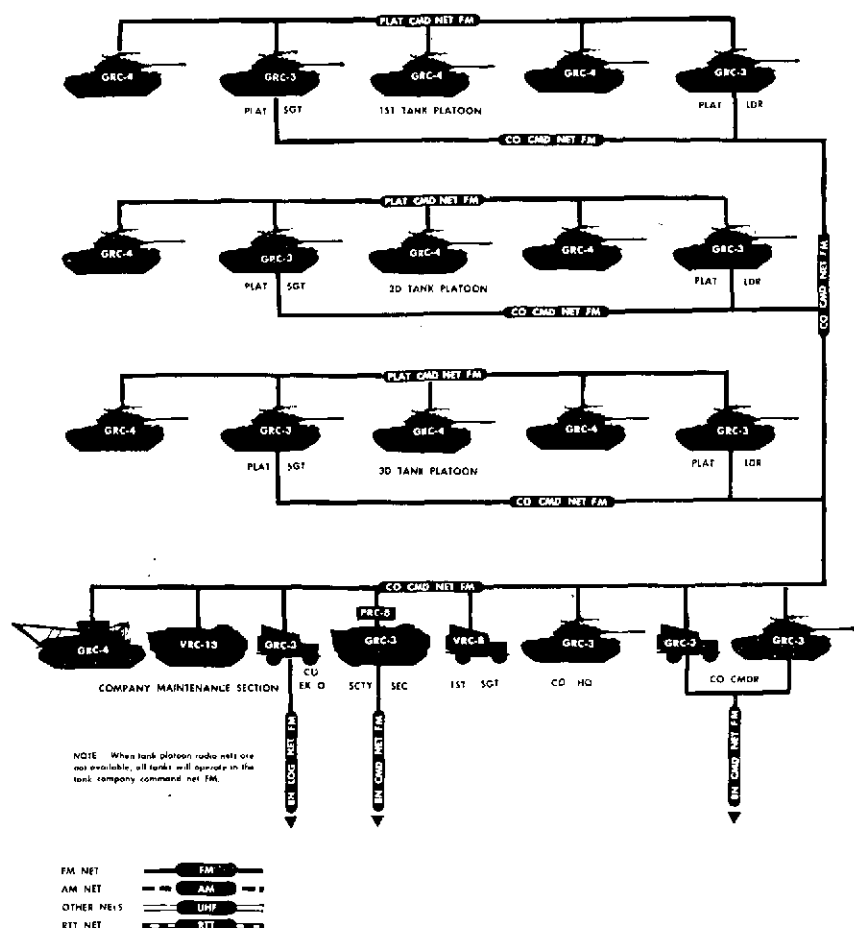 PLAT CMD NET FM
GRC-4 GRC-3 GRC-4 GRC-4 GRC-3
PLAT SGT 1ST TANK PLATOON PLAT LDR
CO CMD NET FM
PLAT CMD NET FM
GRC-4 GRC-3 GRC-4 GRC-4 GRC-3
PLAT SGT 2D TANK PLATOON PLAT LDR
CO CMD NET FM
CO CMD NET FM
PLAT CMD NET FM
GRC-4 GRC-3 GRC-4 GRC-4 GRC-3
PLAT SGT 3D TANK PLATOON PLAT LDR
CO CMD NET FM
CO CMD NET FM
PRC-8
GRC-4 VRC-13 GRC-3 GRC-3 VRC-8 GRC-3 GRC-3 GRC-3
COMPANY MAINTENANCE SECTION CO EX O SCTY SEC 1ST SGT CO HQ CO CMDR
BN LOG NET FM BN CMD NET FM BN CMD NET FM
NOTE When tank platoon radio nets are
not available, all tanks will operate in the
tank company command net FM.
FM NET FM
AM NET AM
OTHER NETS UHF
RTT NET RTT